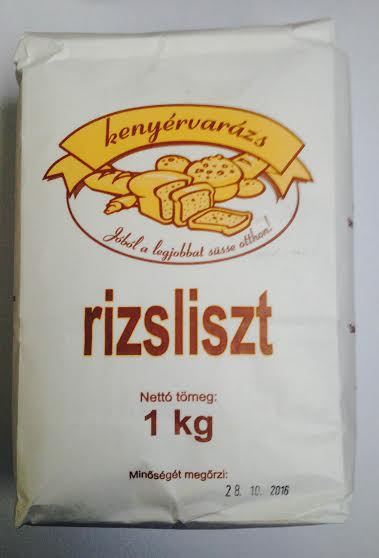 kenyérvarázs
Jóból a legjobbat süsse otthon!
rizsliszt
Nettó tömeg:
1 kg
Minőségét megőrzi:
28. 10. 2016